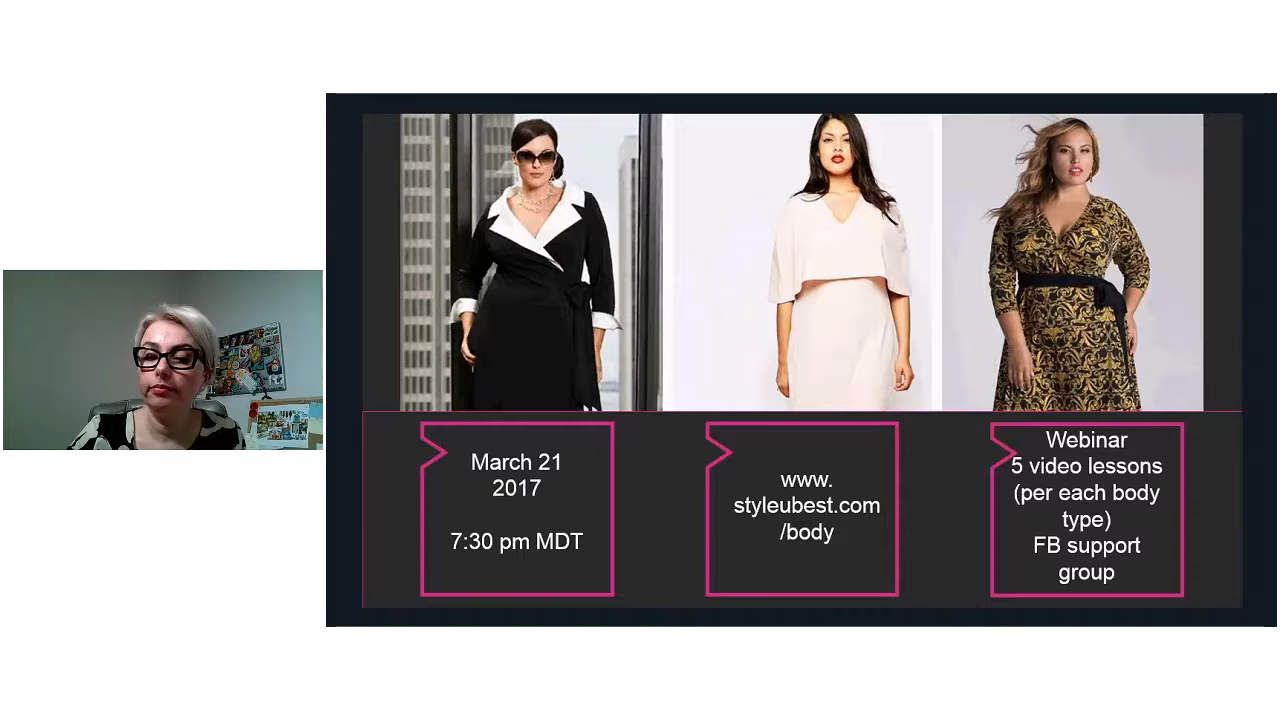 March 21
2017
7:30 pm MDT
www.
styleubest.com
/body
Webinar
5 video lessons
(per each body
type)
FB support
group